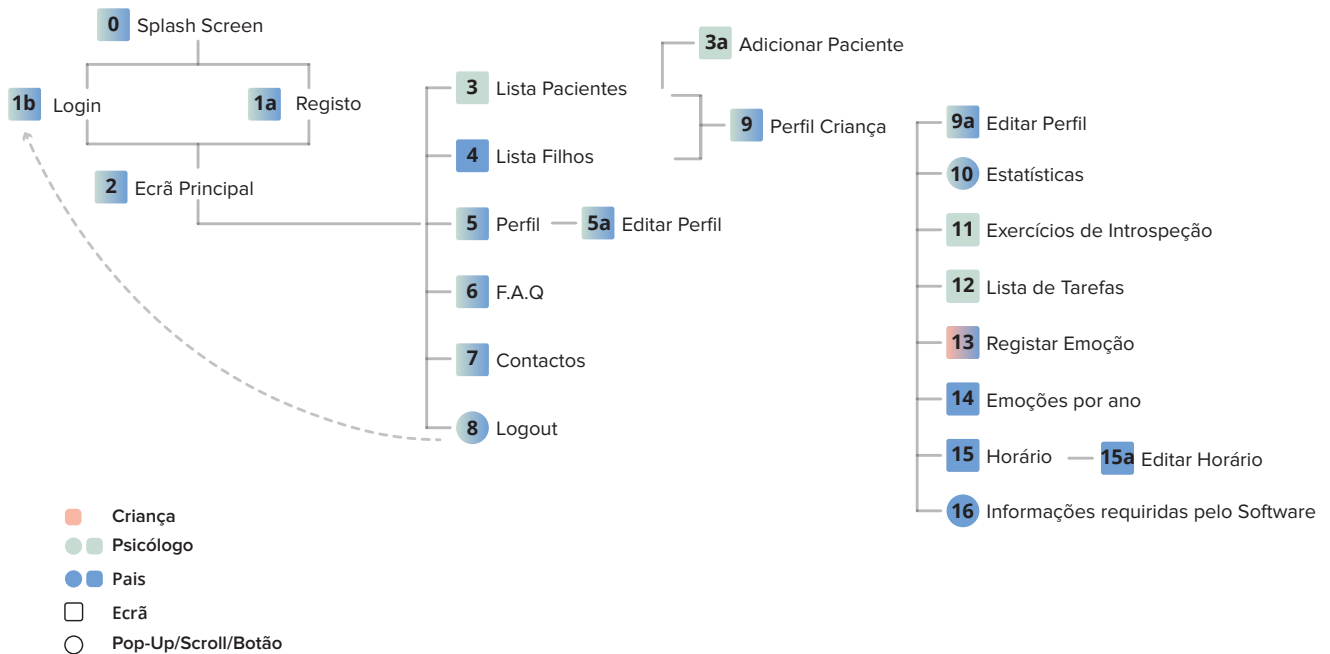 0 Splash Screen
1b Login
1a Registo
2 Ecrã Principal
3 Lista Pacientes
4 Lista Filhos
5 Perfil
5a Editar Perfil
6 F.A.Q
7 Contactos
8 Logout
3a Adicionar Paciente
9 Perfil Criança
9a Editar Perfil
10 Estatísticas
11 Exercícios de Introspeção
12 Lista de Tarefas
13 Registar Emoção
14 Emoções por ano
15 Horário
15a Editar Horário
16 Informações requiridas pelo Software
Criança
Psicólogo
Pais
Ecrã
Pop-Up/Scroll/Botão